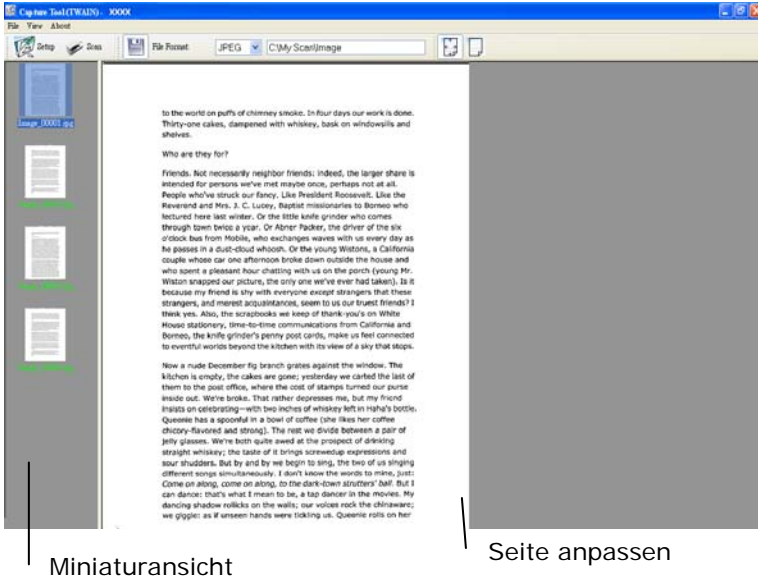 Capture Tool (TWAIN) - XXXX
File View About
Setup Scan File Format JPEG C:\My Scan\Image
Image_00001.jpg
to the world on puffs of chimney smoke. In four days our work is done.
Thirty-one cakes, dampened with whiskey, bask on windowsills and
shelves.
Who are they for?
Friends. Not necessarily neighbor friends: indeed, the larger share is
intended for persons we've met maybe once, perhaps not at all.
People who've struck our fancy. Like President Roosevelt. Like the
Reverend and Mrs. J. C. Lucey, Baptist missionaries to Borneo who
lectured here last winter. Or the little knife grinder who comes
through town twice a year. Or Abner Packer, the driver of the six
o'clock bus from Mobile, who exchanges waves with us every day as
he passes in a dust-cloud whoosh. Or the young Wistons, a California
couple whose car one afternoon broke down outside the house and
who spent a pleasant hour chatting with us on the porch (young Mr.
Wiston snapped our picture, the only one we've ever had taken). Is it
because my friend is shy with everyone except strangers that these
strangers, and merest acquaintances, seem to us our truest friends? I
think yes. Also, the scrapbooks we keep of thank-you's on White
House stationery, time-to-time communications from California and
Borneo, the knife grinder's penny post cards, make us feel connected
to eventful worlds beyond the kitchen with its view of a sky that stops.
Now a nude December fig branch grates against the window. The
kitchen is empty, the cakes are gone; yesterday we carted the last of
them to the post office, where the cost of stamps turned our purse
inside out. We're broke. That rather depresses me, but my friend
insists on celebrating—with two inches of whiskey left in Haha's bottle.
Queenie has a spoonful in a bowl of coffee (she likes her coffee
chicory-flavored and strong). The rest we divide between a pair of
jelly glasses. We're both quite awed at the prospect of drinking
straight whiskey; the taste of it brings screwedup expressions and
sour shudders. But by and by we begin to sing, the two of us singing
different songs simultaneously. I don't know the words to mine, just:
Come on along, come on along, to the dark-town strutters' ball. But I
can dance: that's what I mean to be, a tap dancer in the movies. My
dancing shadow rollicks on the walls; our voices rock the chinaware;
we giggle: as if unseen hands were tickling us. Queenie rolls on her
Miniaturansicht
Seite anpassen